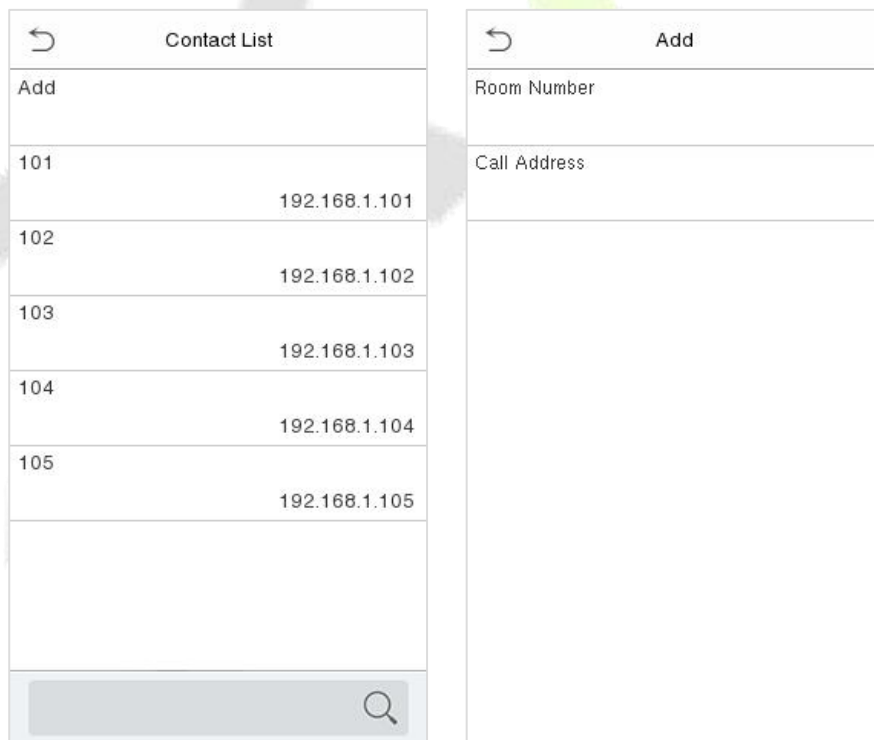 Contact List
Add
101
192.168.1.101
102
192.168.1.102
103
192.168.1.103
104
192.168.1.104
105
192.168.1.105
Add
Room Number
Call Address